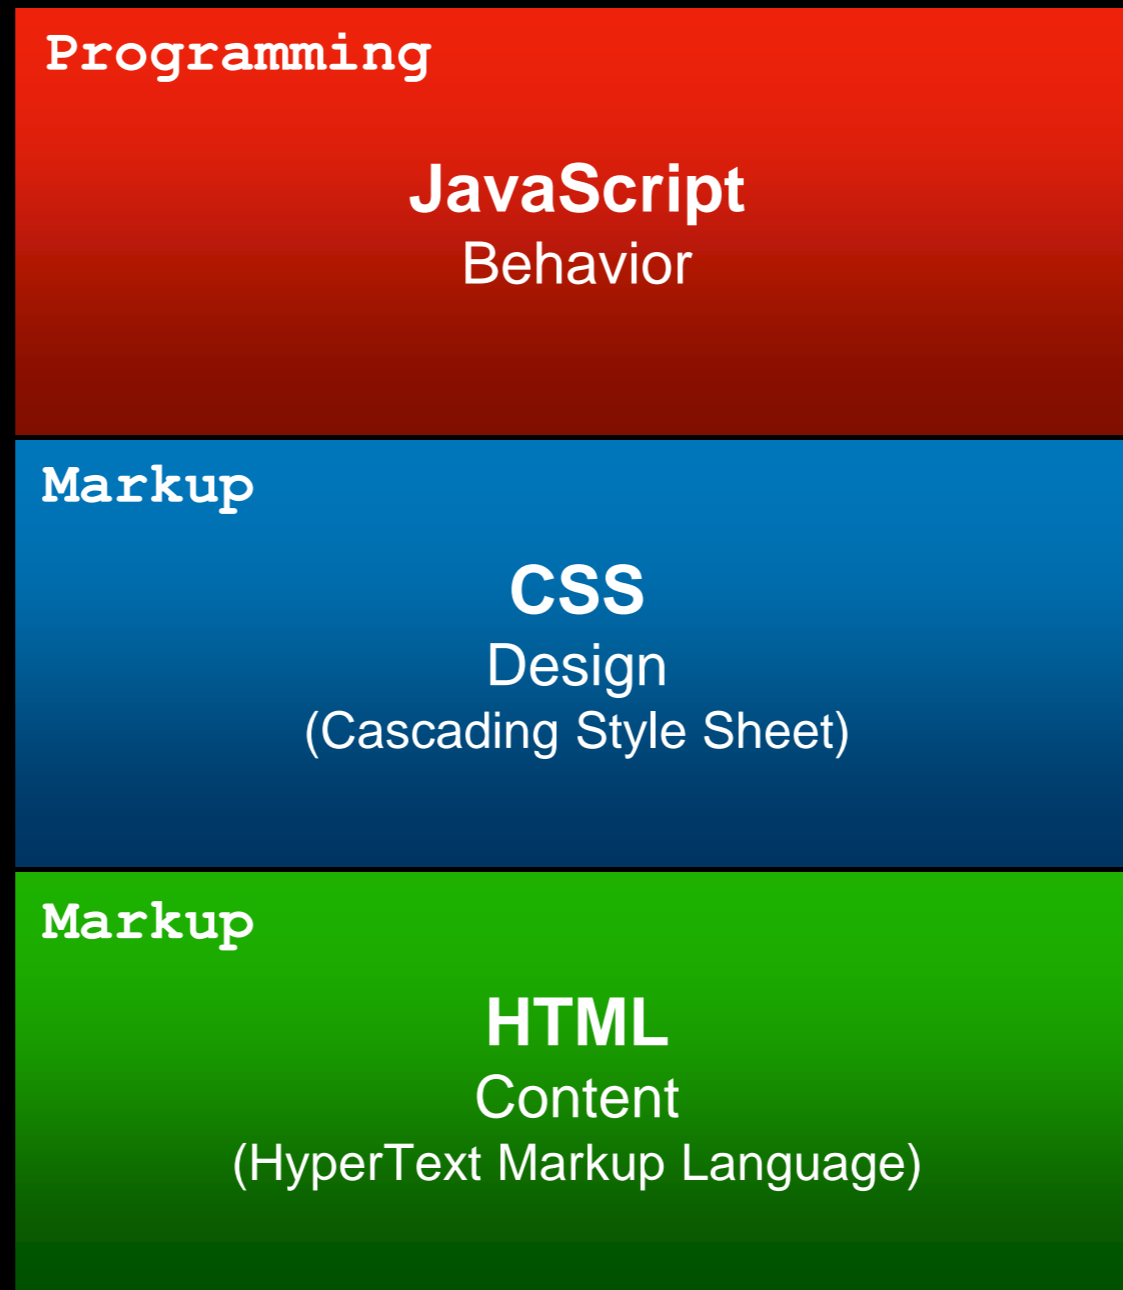 Programming
JavaScript
Behavior
Markup
CSS
Design
(Cascading Style Sheet)
Markup
HTML
Content
(HyperText Markup Language)